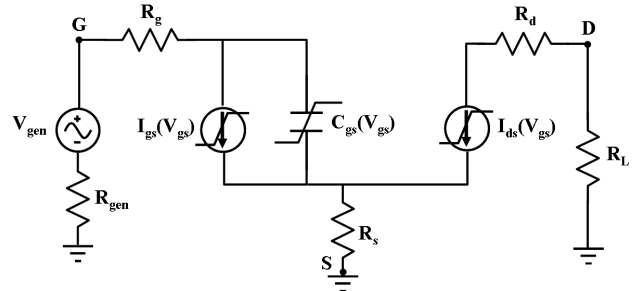 G
R_g
R_d
D
V_gen
+
-
I_gs(V_gs)
C_gs(V_gs)
I_ds(V_gs)
R_L
R_gen
R_s
S